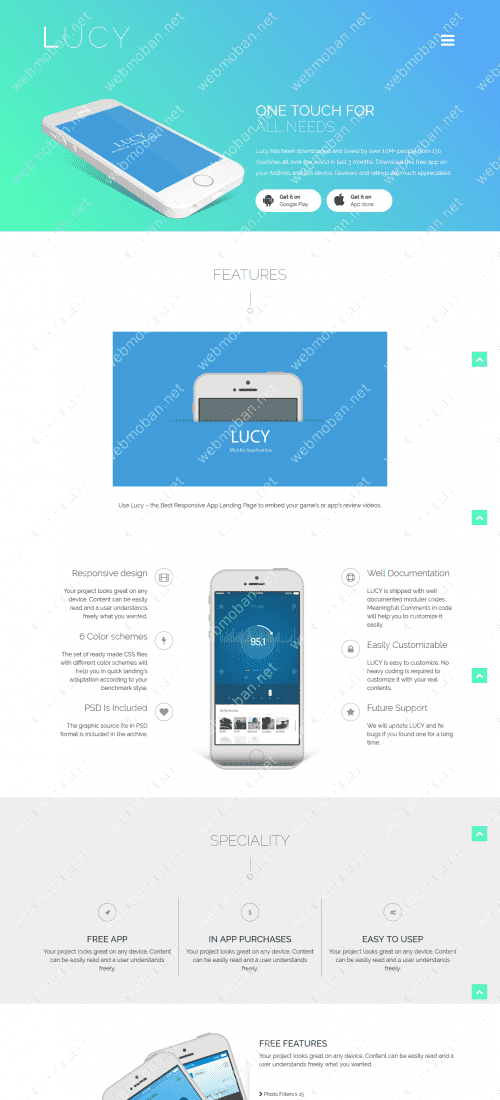 LUCY
ONE TOUCH FOR
ALL NEEDS
Lucy has been downloaded and loved by over 10M+ people from 130
countries all over the world in last 3 months. Download this free app on
your Android and iOS device. Reviews and ratings are much appreciated.
Get it on
Google Play
Get it on
App store
LUCY
FEATURES
LUCY
Mobile Application
Use Lucy – the Best Responsive App Landing Page to embed your game's or app's review videos.
Responsive design
Your project looks great on any
device. Content can be easily
read and a user understands
freely what you wanted.
6 Color schemes
The set of ready made CSS files
with different color schemes will
help you in quick landing's
adaptation according to your
benchmark style.
PSD Is Included
The graphic source file in PSD
format is included in the archive.
95,1
Well Documentation
LUCY is shipped with well
documented moduler codes.
Meaningfull Comments in code
will help you to customize it
easily.
Easily Customizable
LUCY is easy to customize. No
heavy coding is required to
customize it with your real
contents.
Future Support
We will update LUCY and fix
bugs if you found one for a long
time.
SPECIALITY
FREE APP
Your project looks great on any device. Content
can be easily read and a user understands
freely.
IN APP PURCHASES
Your project looks great on any device. Content
can be easily read and a user understands
freely.
EASY TO USEP
Your project looks great on any device. Content
can be easily read and a user understands
freely.
FREE FEATURES
Your project looks great on any device. Content can be easily read and a
user understands freely what you wanted.
Photo Filters x 15
webmoban.net